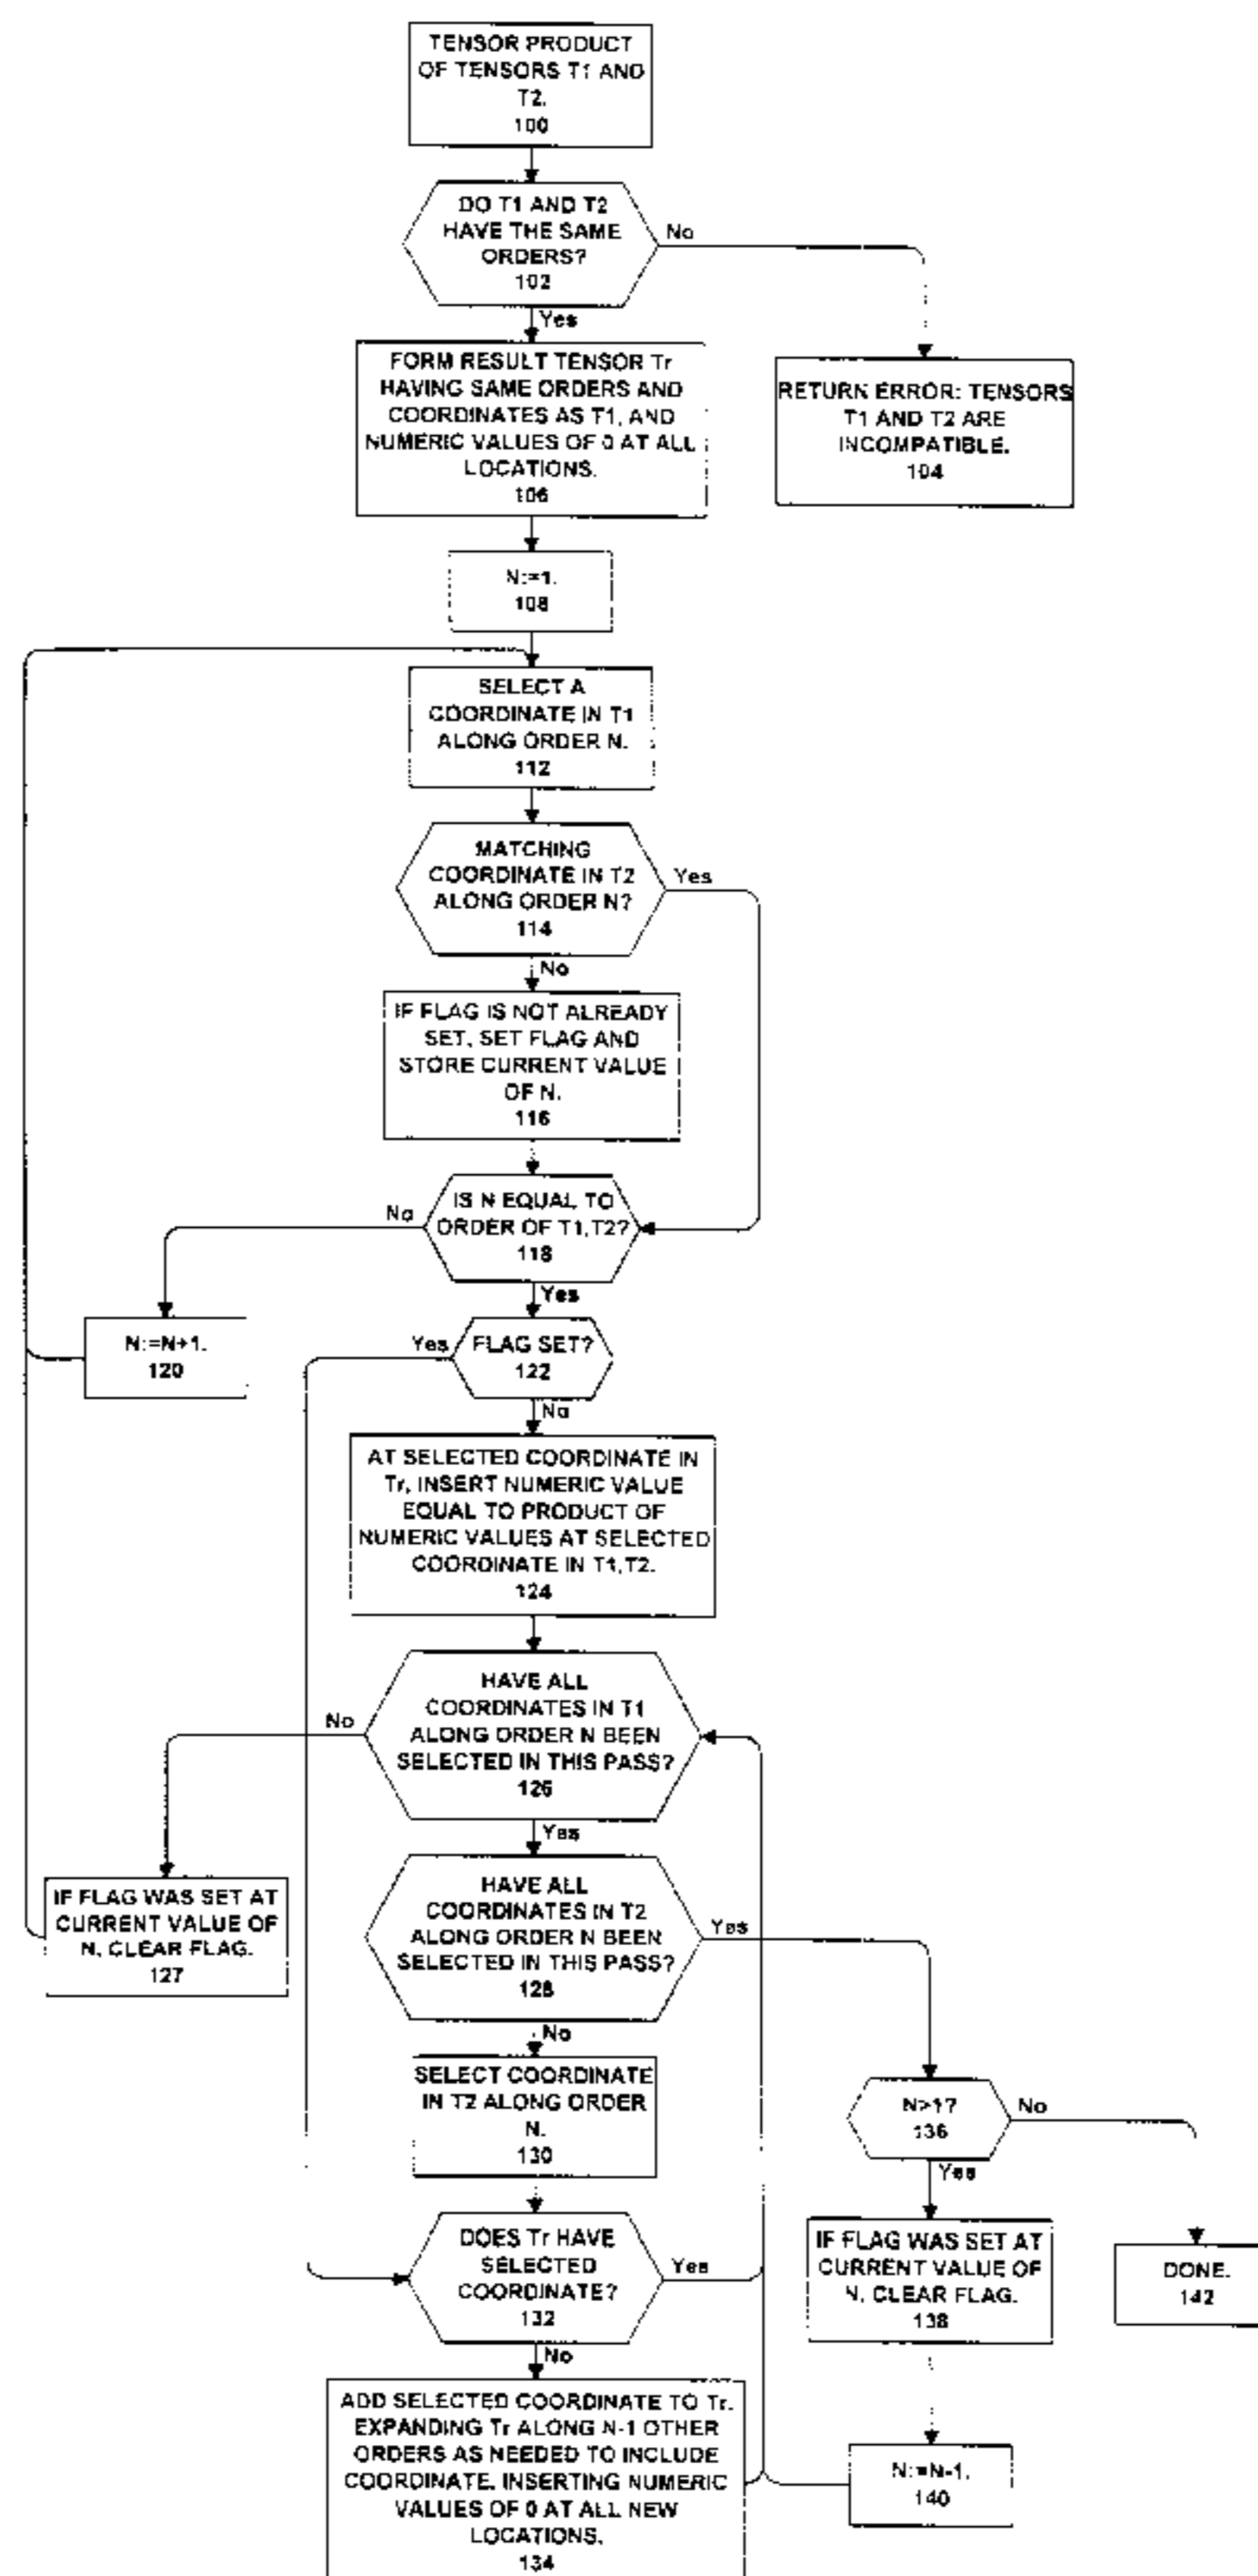 TENSOR PRODUCT
OF TENSORS T1 AND
T2.
100
DO T1 AND T2
HAVE THE SAME
ORDERS?
102
No
Yes
FORM RESULT TENSOR Tr
HAVING SAME ORDERS AND
COORDINATES AS T1, AND
NUMERIC VALUES OF 0 AT ALL
LOCATIONS.
106
RETURN ERROR: TENSORS
T1 AND T2 ARE
INCOMPATIBLE.
104
N:=1.
108
SELECT A
COORDINATE IN T1
ALONG ORDER N.
112
MATCHING
COORDINATE IN T2
ALONG ORDER N?
114
Yes
No
IF FLAG IS NOT ALREADY
SET, SET FLAG AND
STORE CURRENT VALUE
OF N.
116
IS N EQUAL TO
ORDER OF T1,T2?
118
No
Yes
N:=N+1.
120
FLAG SET?
122
Yes
No
AT SELECTED COORDINATE IN
Tr, INSERT NUMERIC VALUE
EQUAL TO PRODUCT OF
NUMERIC VALUES AT SELECTED
COORDINATE IN T1,T2.
124
HAVE ALL
COORDINATES IN T1
ALONG ORDER N BEEN
SELECTED IN THIS PASS?
126
No
Yes
IF FLAG WAS SET AT
CURRENT VALUE OF
N, CLEAR FLAG.
127
HAVE ALL
COORDINATES IN T2
ALONG ORDER N BEEN
SELECTED IN THIS PASS?
128
Yes
No
SELECT COORDINATE
IN T2 ALONG ORDER
N.
130
N>1?
136
No
Yes
DOES Tr HAVE
SELECTED
COORDINATE?
132
Yes
No
IF FLAG WAS SET AT
CURRENT VALUE OF
N, CLEAR FLAG.
138
DONE.
142
ADD SELECTED COORDINATE TO Tr,
EXPANDING Tr ALONG N-1 OTHER
ORDERS AS NEEDED TO INCLUDE
COORDINATE, INSERTING NUMERIC
VALUES OF 0 AT ALL NEW
LOCATIONS.
134
N:=N-1.
140